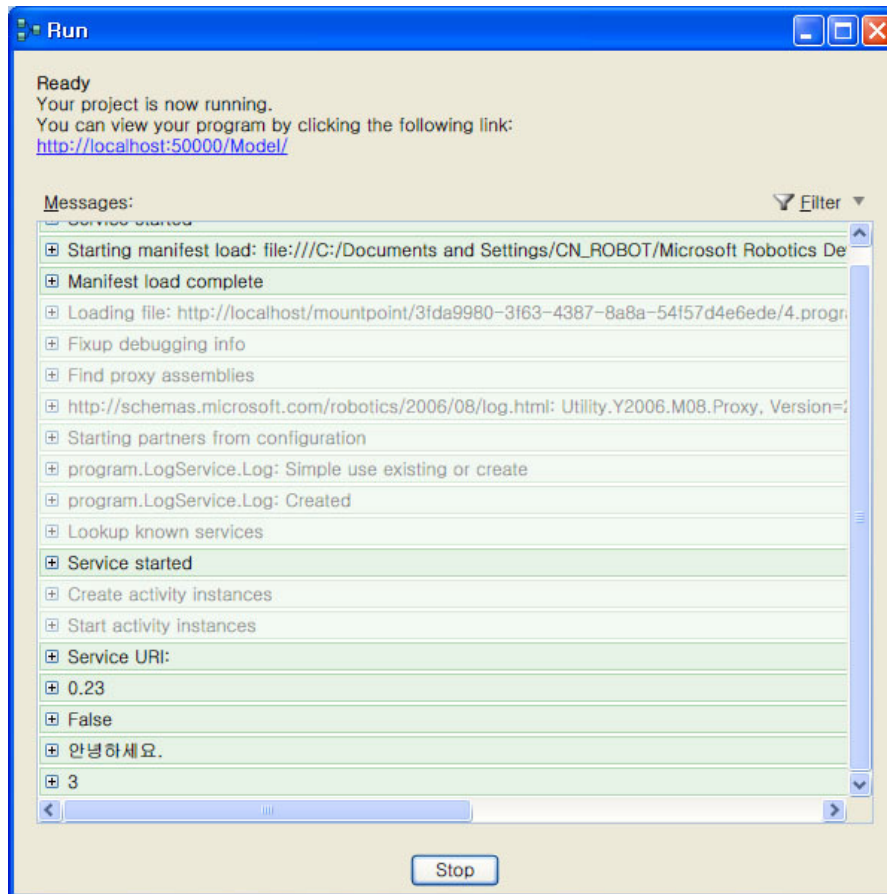 Run
Ready
Your project is now running.
You can view your program by clicking the following link:
http://localhost:50000/Model/
Messages:
Filter
Service started
Starting manifest load: file:///C:/Documents and Settings/CN_ROBOT/Microsoft Robotics De
Manifest load complete
Loading file: http://localhost/mountpoint/3fda9980-3f63-4387-8a8a-54f57d4e6ede/4.progra
Fixup debugging info
Find proxy assemblies
http://schemas.microsoft.com/robotics/2006/08/log.html: Utility.Y2006.M08.Proxy, Version=2
Starting partners from configuration
program.LogService.Log: Simple use existing or create
program.LogService.Log: Created
Lookup known services
Service started
Create activity instances
Start activity instances
Service URI:
0.23
False
안녕하세요.
3
Stop